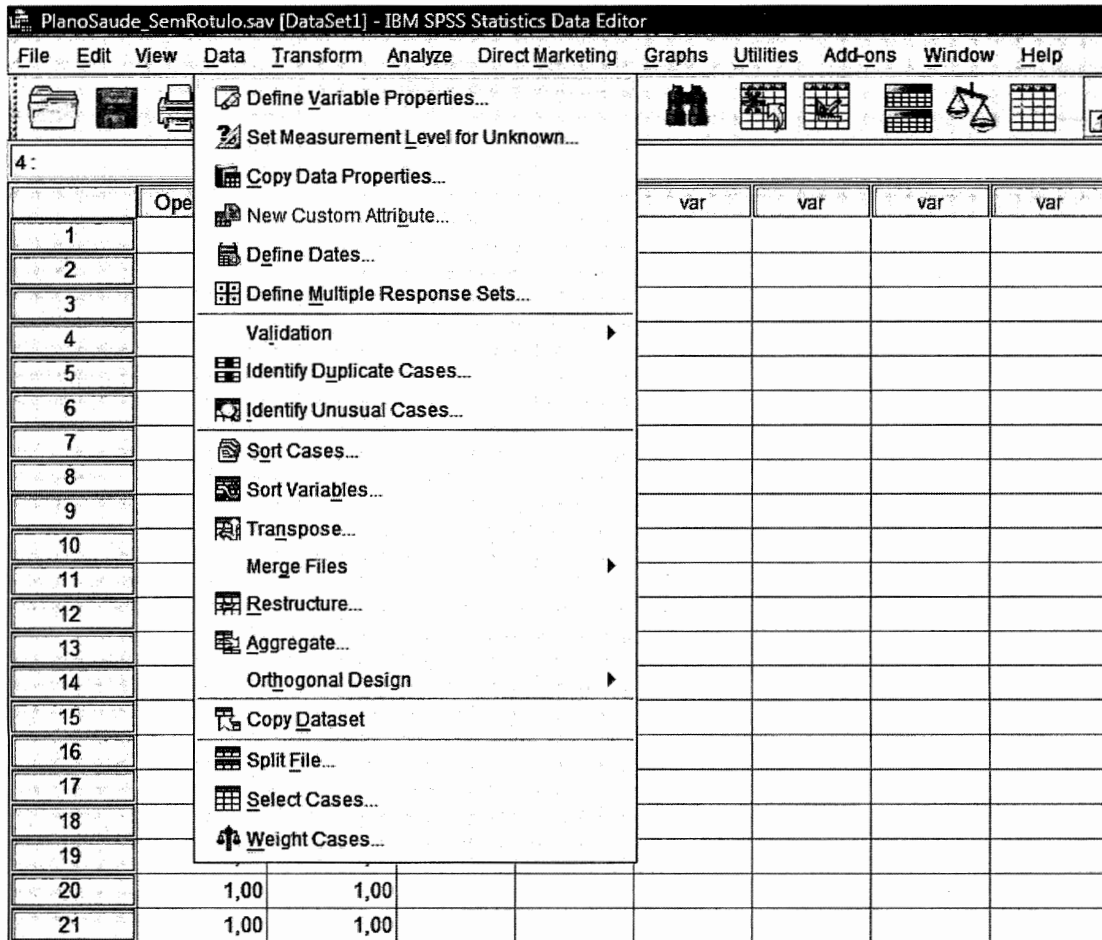 PlanoSaude_SemRotulo.sav [DataSet1] - IBM SPSS Statistics Data Editor
File Edit View Data Transform Analyze Direct Marketing Graphs Utilities Add-ons Window Help
Define Variable Properties...
Set Measurement Level for Unknown...
4 :
Copy Data Properties...
Ope
New Custom Attribute...
var var var var
1
Define Dates...
2
Define Multiple Response Sets...
3
Validation
4
Identify Duplicate Cases...
5
Identify Unusual Cases...
6
Sort Cases...
7
8
Sort Variables...
9
Transpose...
10
Merge Files
11
Restructure...
12
Aggregate...
13
Orthogonal Design
14
Copy Dataset
15
Split File...
16
17
Select Cases...
18
Weight Cases...
19
20 1,00 1,00
21 1,00 1,00